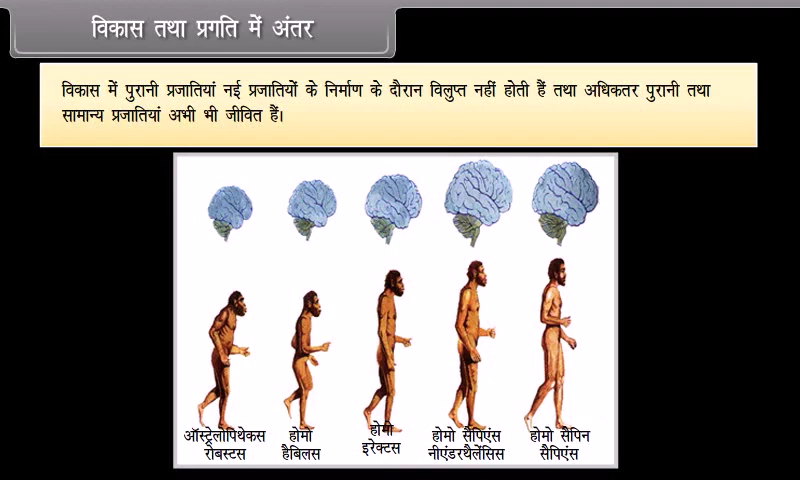 विकास तथा प्रगति में अंतर
विकास में पुरानी प्रजातियां नई प्रजातियों के निर्माण के दौरान विलुप्त नहीं होती हैं तथा अधिकतर पुरानी तथा
सामान्य प्रजातियां अभी भी जीवित हैं।
ऑस्ट्रेलोपिथेकस
रोबस्टस
होमो
हैबिलस
होमो
इरेक्टस
होमो सैपिएंस
नीएंडरथैलेंसिस
होमो सैपिन
सैपिएंस